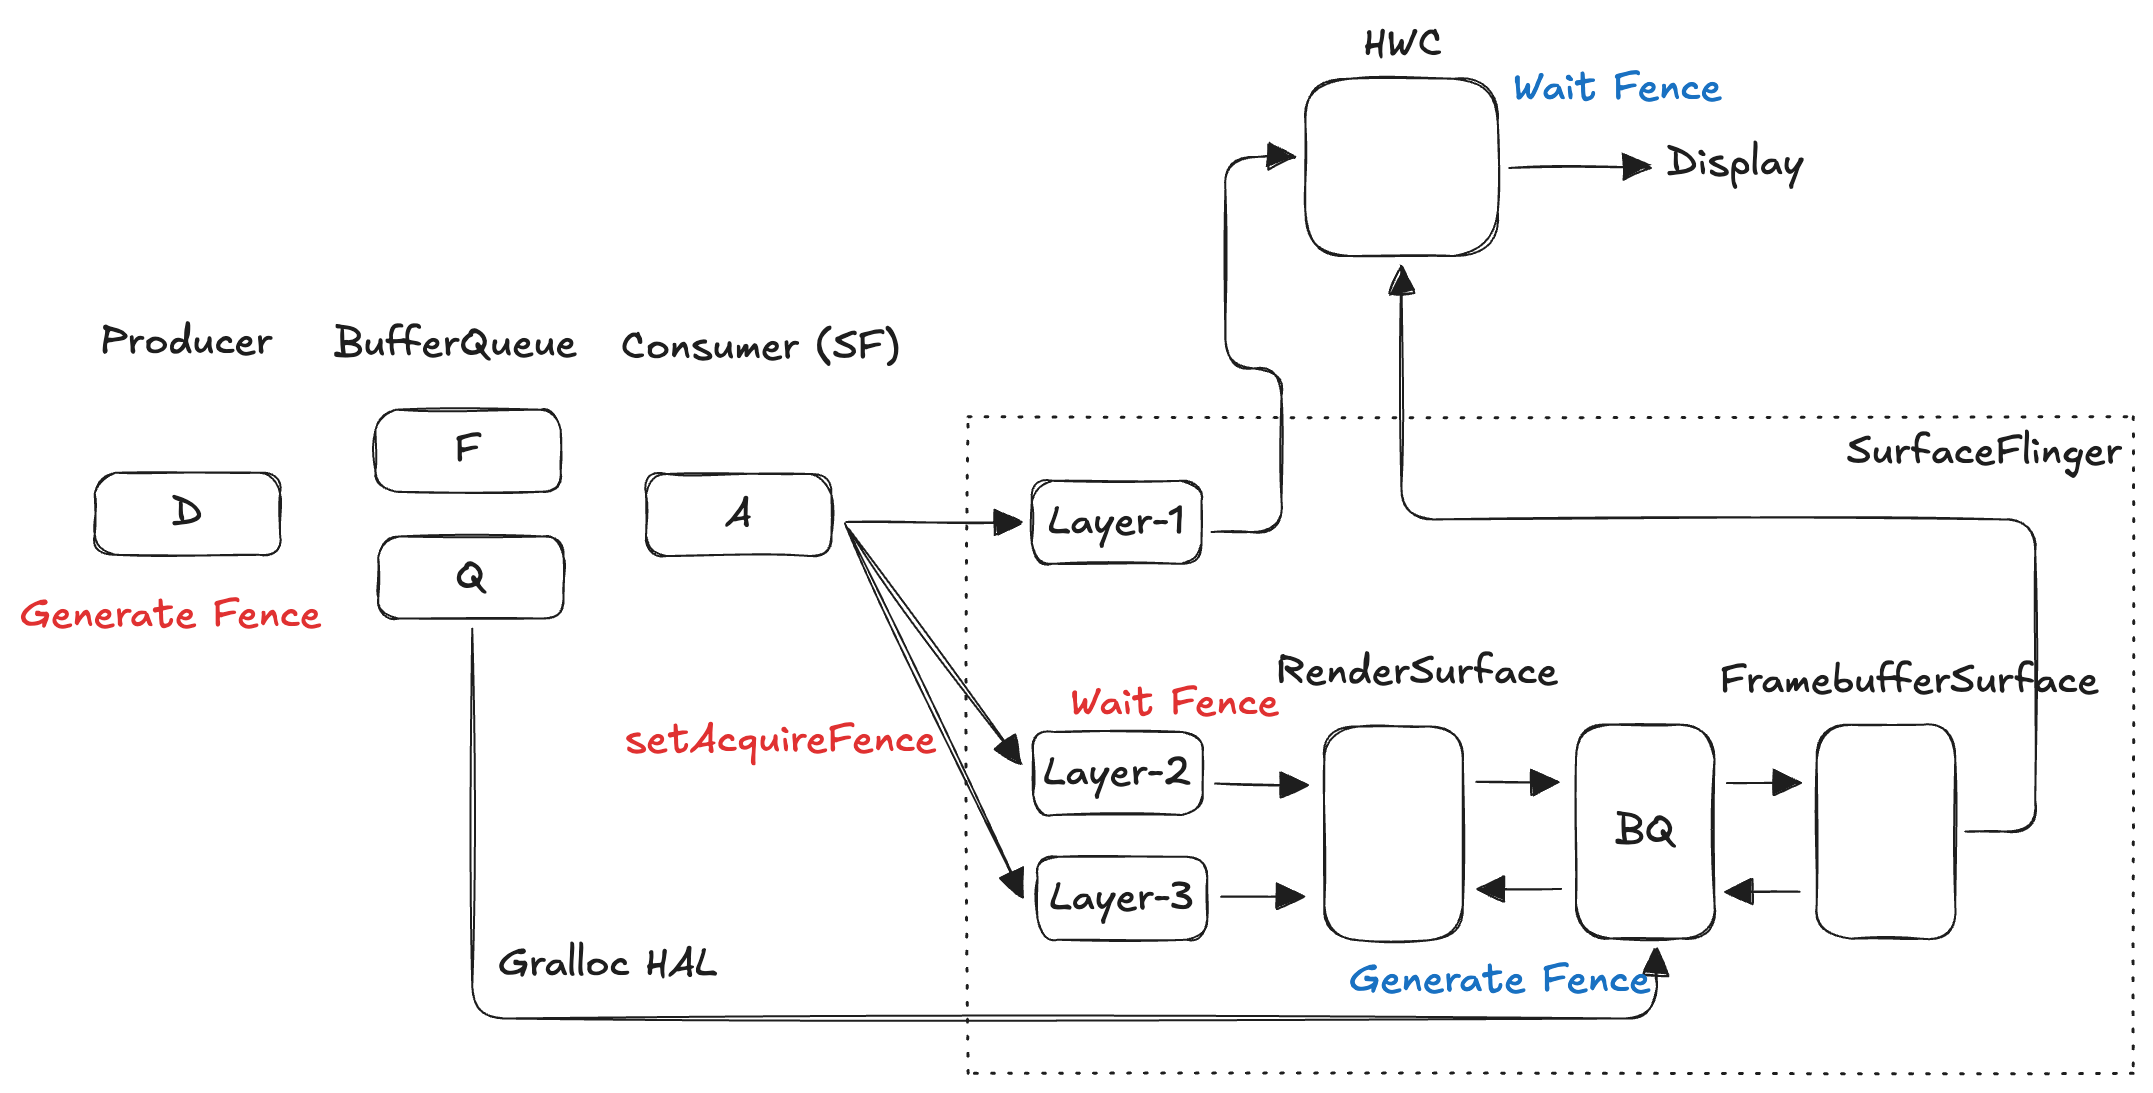 HWC
Wait Fence
Display
Producer
BufferQueue
Consumer (SF)
F
D
Q
A
Generate Fence
setAcquireFence
Gralloc HAL
SurfaceFlinger
Layer-1
Wait Fence
Layer-2
Layer-3
RenderSurface
BQ
FramebufferSurface
Generate Fence